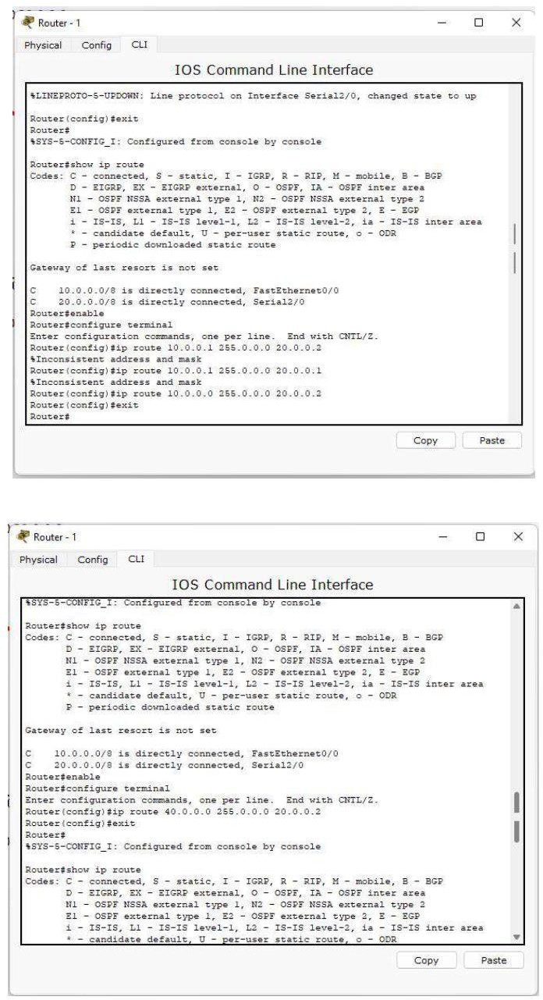 Router - 1
Physical Config CLI
IOS Command Line Interface
%LINEPROTO-5-UPDOWN: Line protocol on Interface Serial2/0, changed state to up
Router(config)#exit
Router#
%SYS-5-CONFIG_I: Configured from console by console
Router#show ip route
Codes: C - connected, S - static, I - IGRP, R - RIP, M - mobile, B - BGP
D - EIGRP, EX - EIGRP external, O - OSPF, IA - OSPF inter area
N1 - OSPF NSSA external type 1, N2 - OSPF NSSA external type 2
E1 - OSPF external type 1, E2 - OSPF external type 2, E - EGP
i - IS-IS, L1 - IS-IS level-1, L2 - IS-IS level-2, ia - IS-IS inter area
* - candidate default, U - per-user static route, o - ODR
P - periodic downloaded static route
Gateway of last resort is not set
C 10.0.0.0/8 is directly connected, FastEthernet0/0
C 20.0.0.0/8 is directly connected, Serial2/0
Router#enable
Router#configure terminal
Enter configuration commands, one per line. End with CNTL/Z.
Router(config)#ip route 10.0.0.1 255.0.0.0 20.0.0.2
%Inconsistent address and mask
Router(config)#ip route 10.0.0.1 255.0.0.0 20.0.0.1
%Inconsistent address and mask
Router(config)#ip route 10.0.0.0 255.0.0.0 20.0.0.2
Router(config)#exit
Router#
Copy Paste
Router - 1
Physical Config CLI
IOS Command Line Interface
%SYS-5-CONFIG_I: Configured from console by console
Router#show ip route
Codes: C - connected, S - static, I - IGRP, R - RIP, M - mobile, B - BGP
D - EIGRP, EX - EIGRP external, O - OSPF, IA - OSPF inter area
N1 - OSPF NSSA external type 1, N2 - OSPF NSSA external type 2
E1 - OSPF external type 1, E2 - OSPF external type 2, E - EGP
i - IS-IS, L1 - IS-IS level-1, L2 - IS-IS level-2, ia - IS-IS inter area
* - candidate default, U - per-user static route, o - ODR
P - periodic downloaded static route
Gateway of last resort is not set
C 10.0.0.0/8 is directly connected, FastEthernet0/0
C 20.0.0.0/8 is directly connected, Serial2/0
Router#enable
Router#configure terminal
Enter configuration commands, one per line. End with CNTL/Z.
Router(config)#ip route 40.0.0.0 255.0.0.0 20.0.0.2
Router(config)#exit
Router#
%SYS-5-CONFIG_I: Configured from console by console
Router#show ip route
Codes: C - connected, S - static, I - IGRP, R - RIP, M - mobile, B - BGP
D - EIGRP, EX - EIGRP external, O - OSPF, IA - OSPF inter area
N1 - OSPF NSSA external type 1, N2 - OSPF NSSA external type 2
E1 - OSPF external type 1, E2 - OSPF external type 2, E - EGP
i - IS-IS, L1 - IS-IS level-1, L2 - IS-IS level-2, ia - IS-IS inter area
* - candidate default, U - per-user static route, o - ODR
Copy Paste